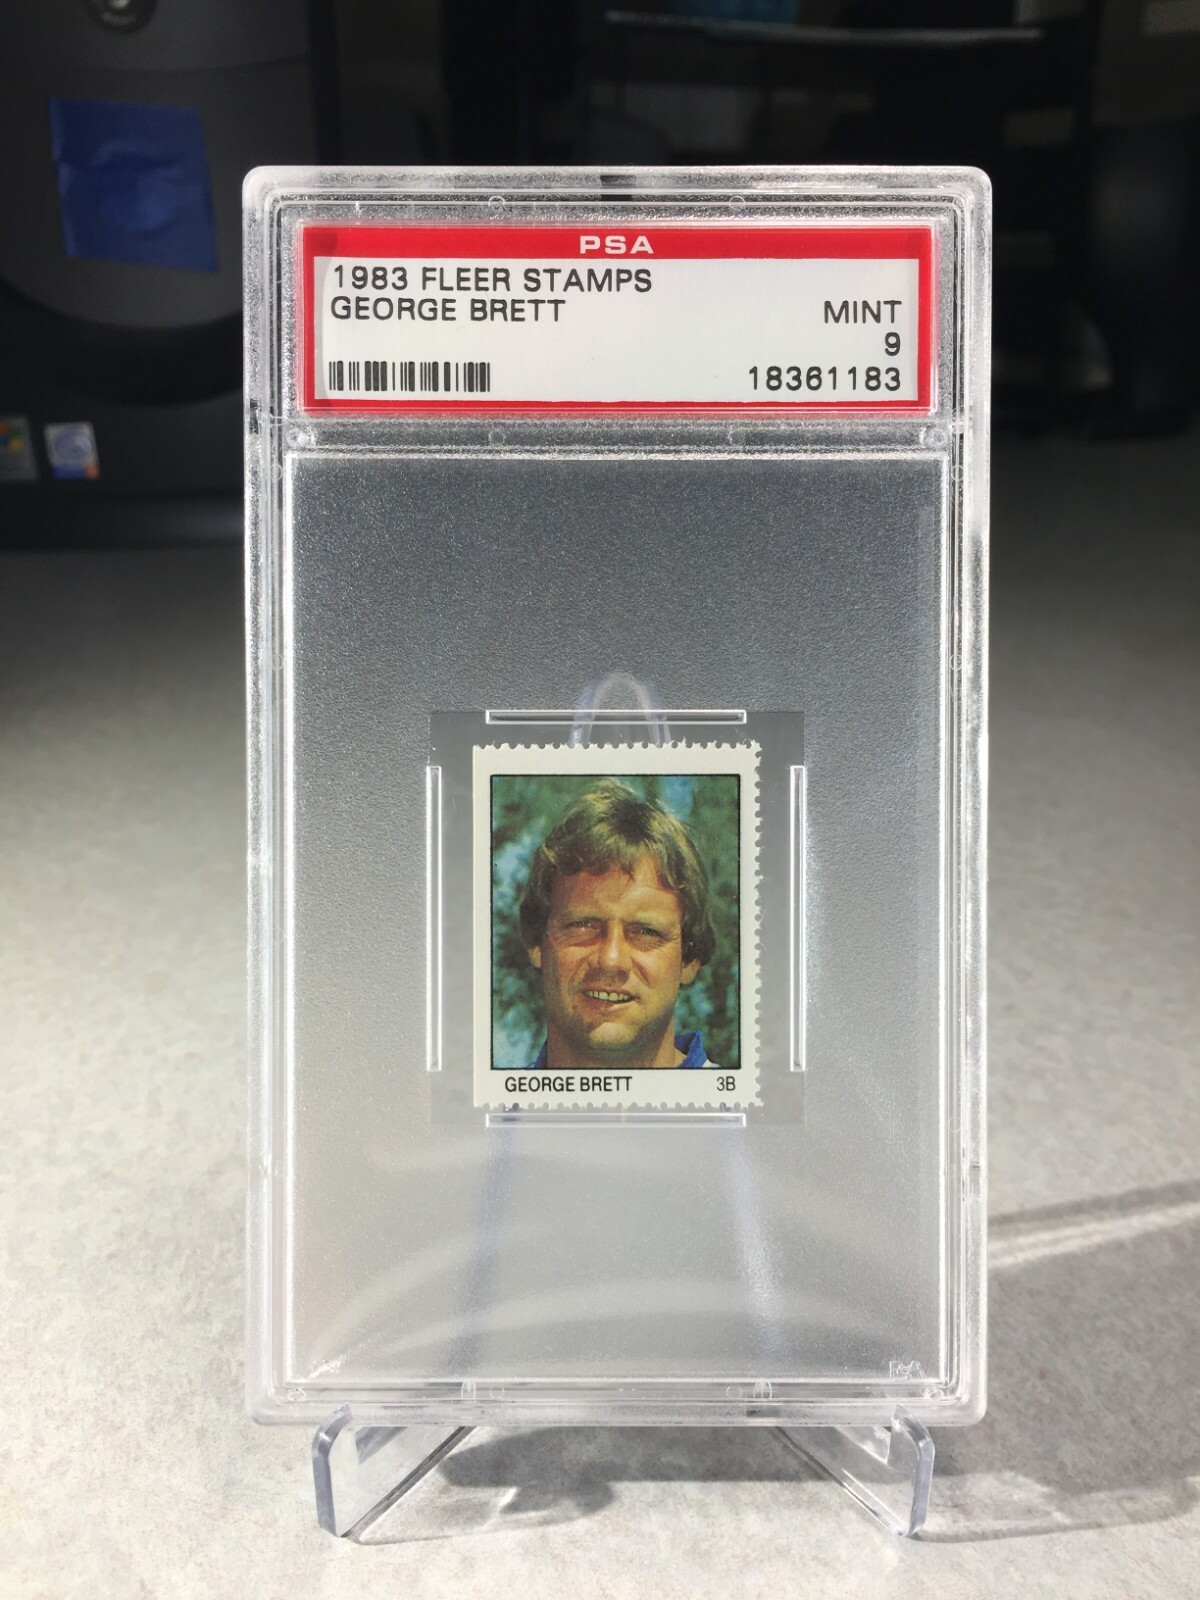 PSA
1983 FLEER STAMPS
GEORGE BRETT
MINT
9
18361183
GEORGE BRETT 3B